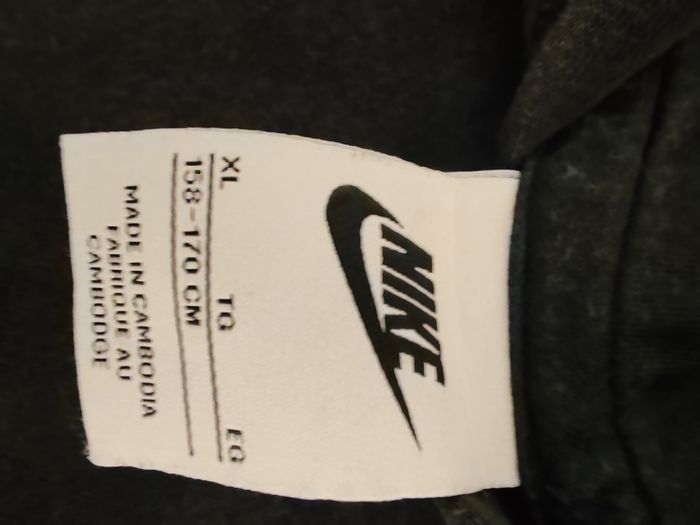 NIKE
XL TG EG
158-170 CM
MADE IN CAMBODIA
FABRIQUE AU
CAMBODGE